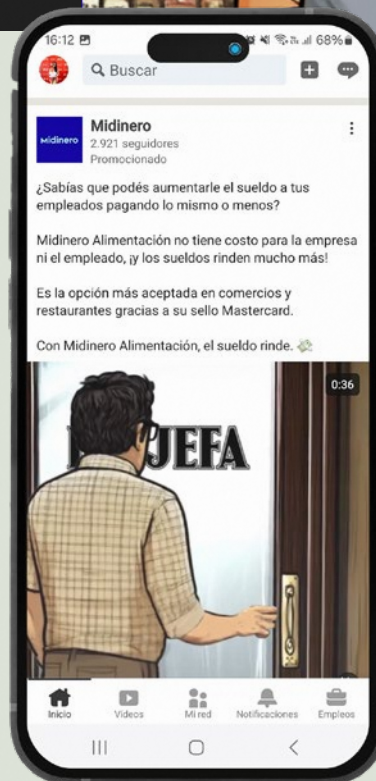 16:12
68%
Buscar
Midinero
Midinero
2.921 seguidores
Promocionado
¿Sabías que podés aumentarle el sueldo a tus
empleados pagando lo mismo o menos?
Midinero Alimentación no tiene costo para la empresa
ni el empleado, ¡y los sueldos rinden mucho más!
Es la opción más aceptada en comercios y
restaurantes gracias a su sello Mastercard.
Con Midinero Alimentación, el sueldo rinde. 💸
0:36
JEFA
Inicio
Videos
Mi red
Notificaciones
Empleos